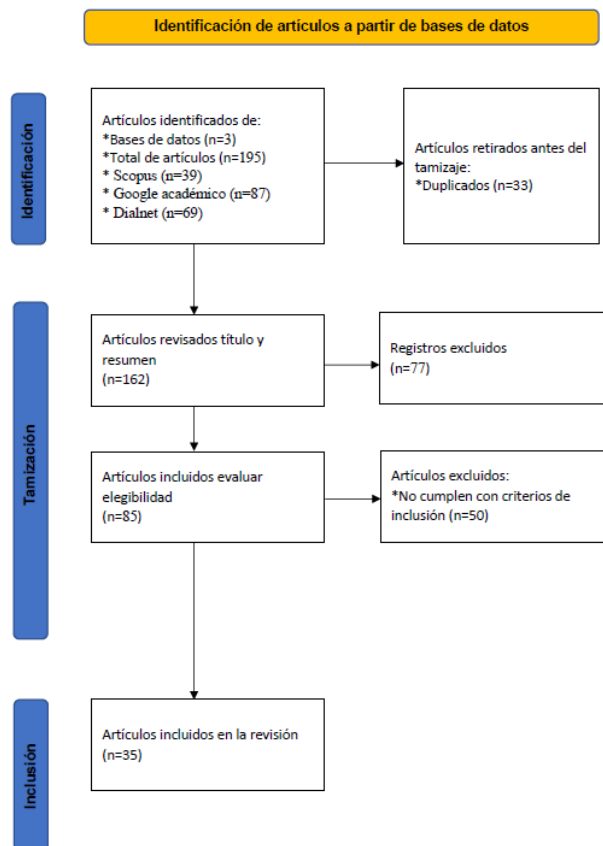 Identificación de artículos a partir de bases de datos
Identificación
Artículos identificados de:
*Bases de datos (n=3)
*Total de artículos (n=195)
* Scopus (n=39)
* Google académico (n=87)
* Dialnet (n=69)
Artículos retirados antes del
tamizaje:
*Duplicados (n=33)
Tamización
Artículos revisados título y
resumen
(n=162)
Registros excluidos
(n=77)
Artículos incluidos evaluar
elegibilidad
(n=85)
Artículos excluidos:
*No cumplen con criterios de
inclusión (n=50)
Inclusión
Artículos incluidos en la revisión
(n=35)